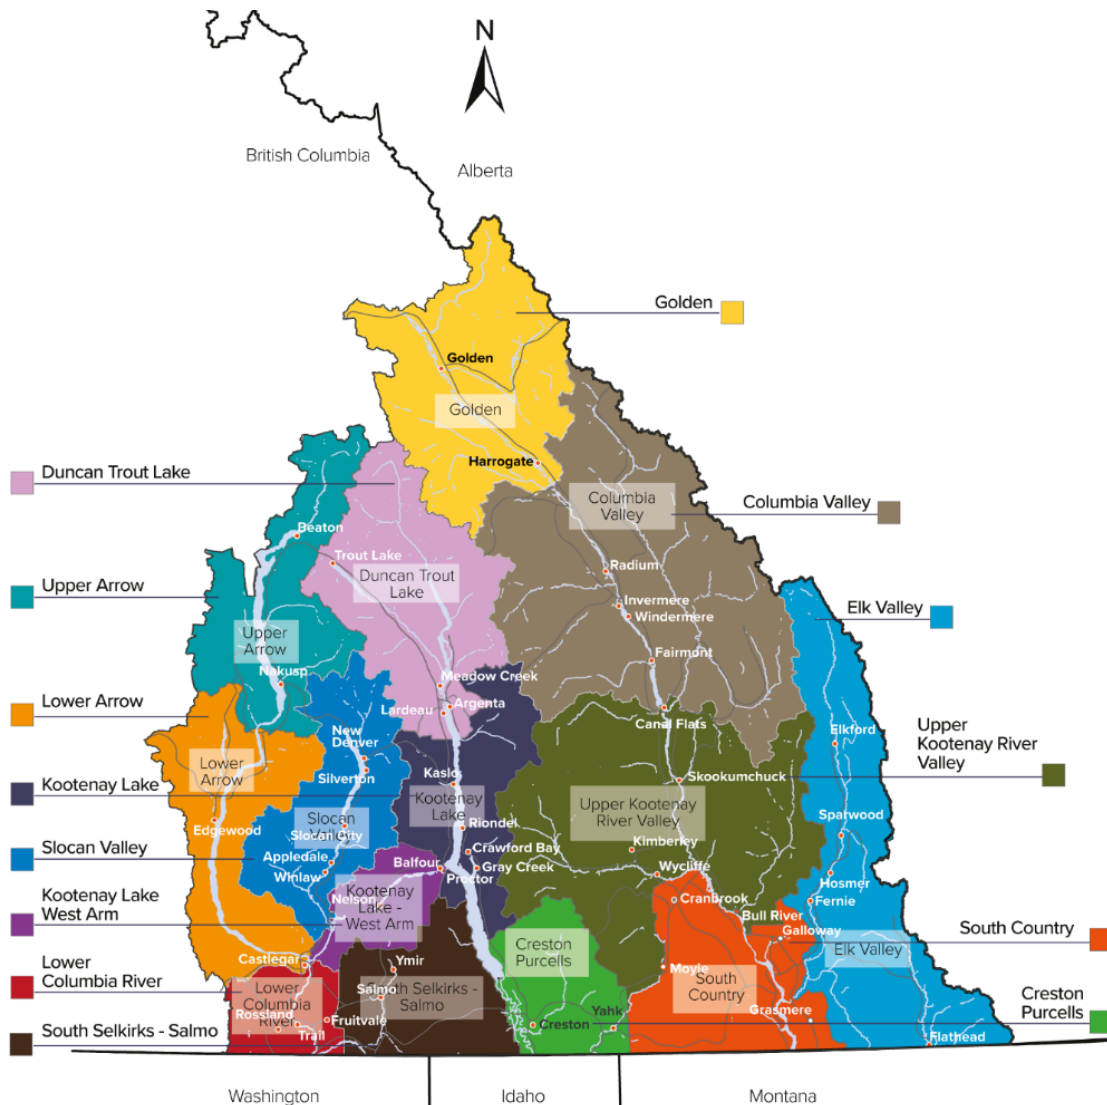 N
British Columbia
Alberta
Golden
Golden
Golden
Harrogate
Duncan Trout Lake
Columbia
Valley
Columbia Valley
Beaton
Trout Lake
Duncan Trout
Lake
Radium
Upper Arrow
Invermere
Windermere
Elk Valley
Upper
Arrow
Fairmont
Nakusp
Meadow Creek
Lower Arrow
Argenta
Lardeau
Canal Flats
New
Denver
Elkford
Upper
Kootenay River
Valley
Lower
Arrow
Silverton
Kaslo
Skookumchuck
Kootenay Lake
Kootenay
Lake
Upper Kootenay
River Valley
Edgewood
Slocan
Valley
Slocan City
Riondel
Sparwood
Kimberley
Slocan Valley
Appledale
Winlaw
Balfour
Crawford Bay
Gray Creek
Proctor
Wycliffe
Hosmer
Kootenay Lake
West Arm
Nelson
Kootenay
Lake -
West Arm
Cranbrook
Fernie
Bull River
Galloway
South Country
Creston
Purcells
Elk Valley
Castlegar
Ymir
Moyie
Lower
Columbia River
Lower
Columbia
River
Salmo
South Selkirks -
Salmo
South
Country
Rossland
Fruitvale
Grasmere
Creston
Purcells
South Selkirks - Salmo
Trail
Creston
Yahk
Flathead
Washington
Idaho
Montana